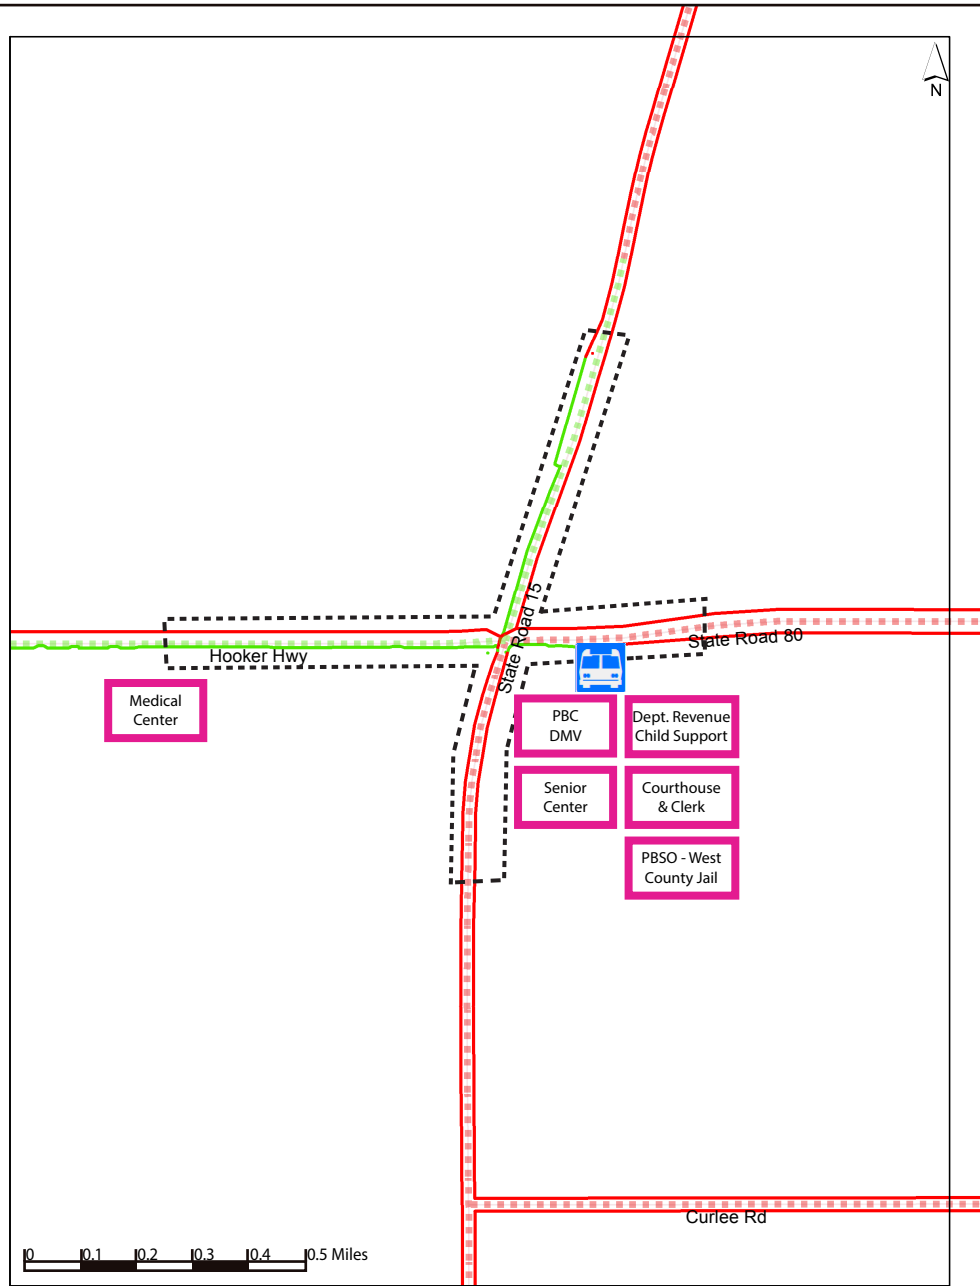 N
State Road 15
Hooker Hwy
State Road 80
Medical
Center
PBC
DMV
Dept. Revenue
Child Support
Senior
Center
Courthouse
& Clerk
PBSO - West
County Jail
Curlee Rd
0 0.1 0.2 0.3 0.4 0.5 Miles